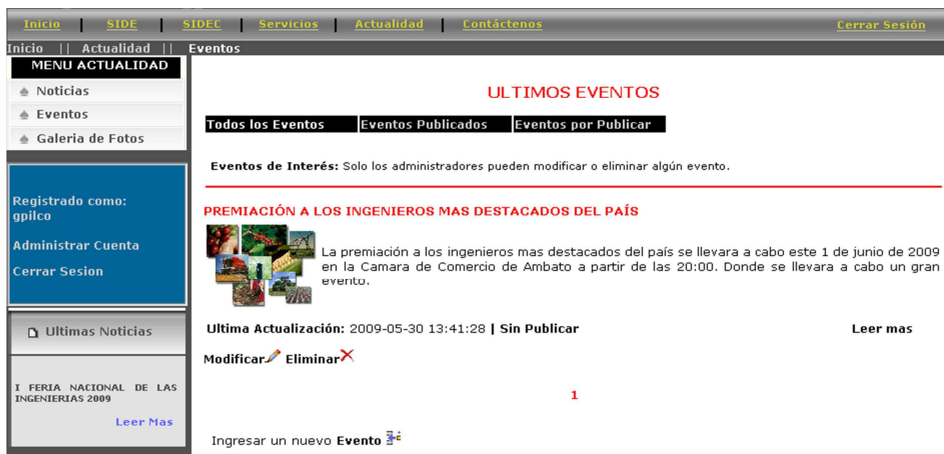 Inicio | SIDE | SIDEC | Servicios | Actualidad | Contáctenos Cerrar Sesión
Inicio || Actualidad || Eventos
MENU ACTUALIDAD
Noticias
Eventos
Galeria de Fotos
Registrado como:
gpilco
Administrar Cuenta
Cerrar Sesion
Ultimas Noticias
I FERIA NACIONAL DE LAS
INGENIERIAS 2009
Leer Mas
ULTIMOS EVENTOS
Todos los Eventos Eventos Publicados Eventos por Publicar
Eventos de Interés: Solo los administradores pueden modificar o eliminar algún evento.
PREMIACIÓN A LOS INGENIEROS MAS DESTACADOS DEL PAÍS
La premiación a los ingenieros mas destacados del país se llevara a cabo este 1 de junio de 2009
en la Camara de Comercio de Ambato a partir de las 20:00. Donde se llevara a cabo un gran
evento.
Ultima Actualización: 2009-05-30 13:41:28 | Sin Publicar Leer mas
Modificar Eliminar
1
Ingresar un nuevo Evento